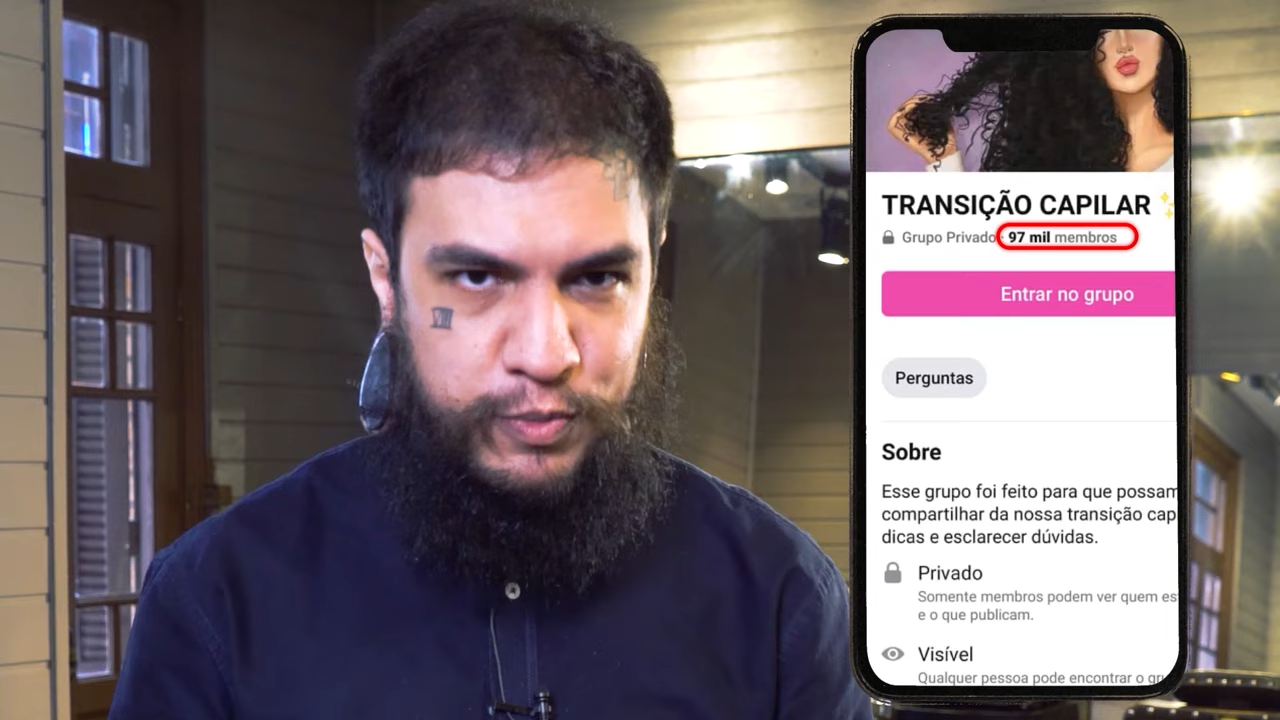 TRANSIÇÃO CAPILAR ✨
Grupo Privado · 97 mil membros
Entrar no grupo
Perguntas
Sobre
Esse grupo foi feito para que possam
compartilhar da nossa transição cap
dicas e esclarecer dúvidas.
Privado
Somente membros podem ver quem es
e o que publicam.
Visível
Qualquer pessoa pode encontrar o gru
VIII